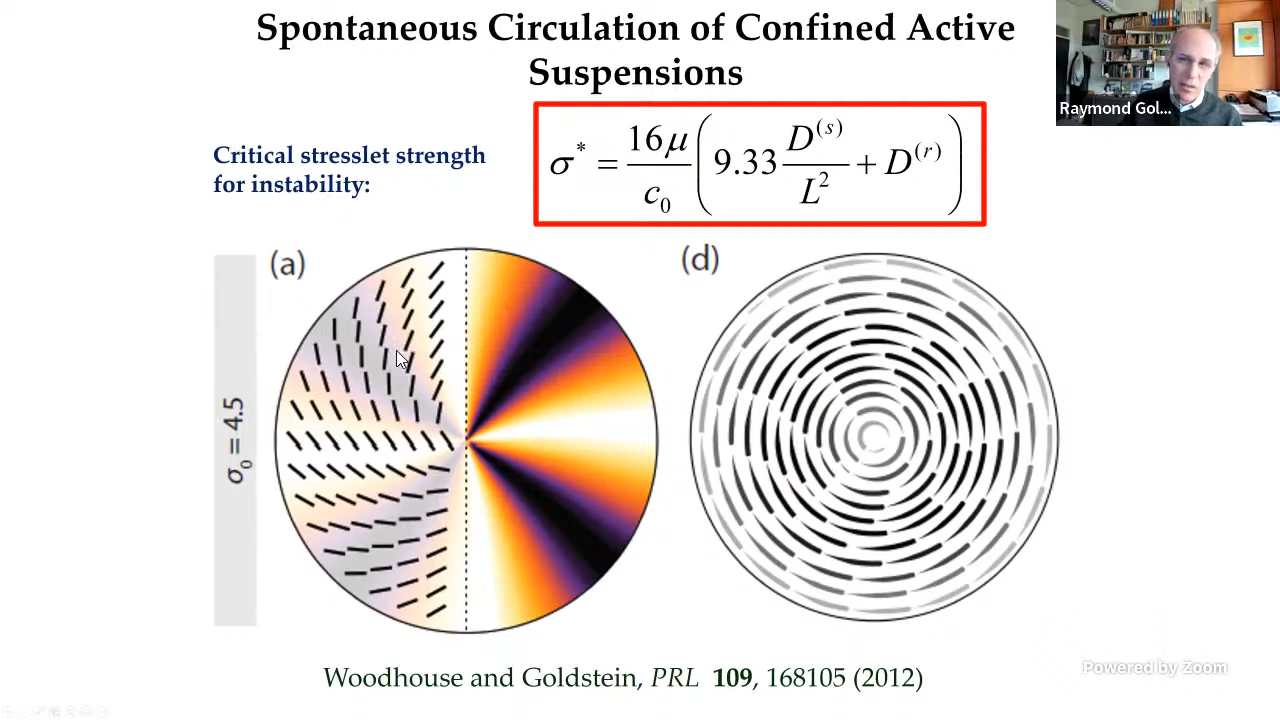 Spontaneous Circulation of Confined Active
Suspensions
Raymond Gol...
Critical stresslet strength
for instability:
σ* = 16μ/c₀ (9.33 D⁽ˢ⁾/L² + D⁽ʳ⁾)
(a)
(d)
σ₀ = 4.5
Woodhouse and Goldstein, PRL 109, 168105 (2012)
Powered by Zoom